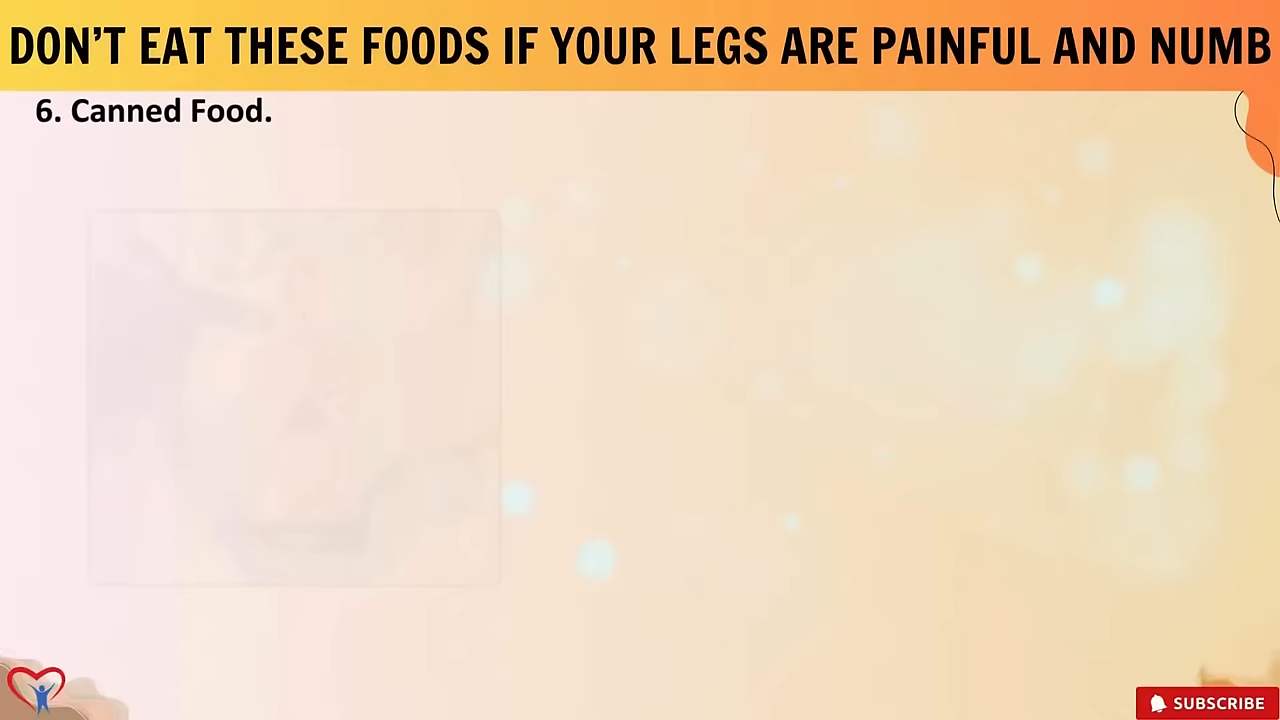 DON'T EAT THESE FOODS IF YOUR LEGS ARE PAINFUL AND NUMB
6. Canned Food.
SUBSCRIBE